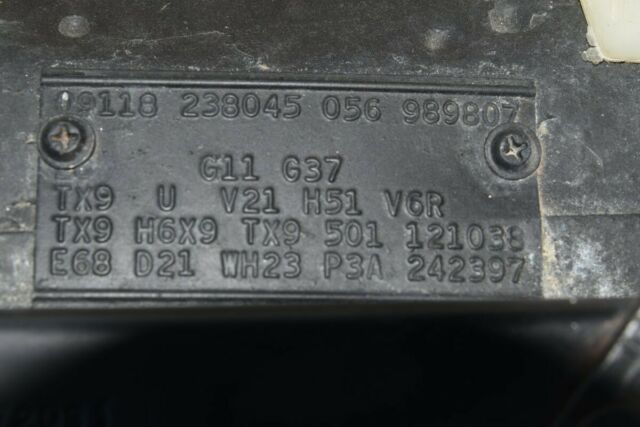 09118 238045 056 989807
G11 G37
TX9 U V21 H51 V6R
TX9 H6X9 TX9 501 121038
E68 D21 WH23 P3A 242397